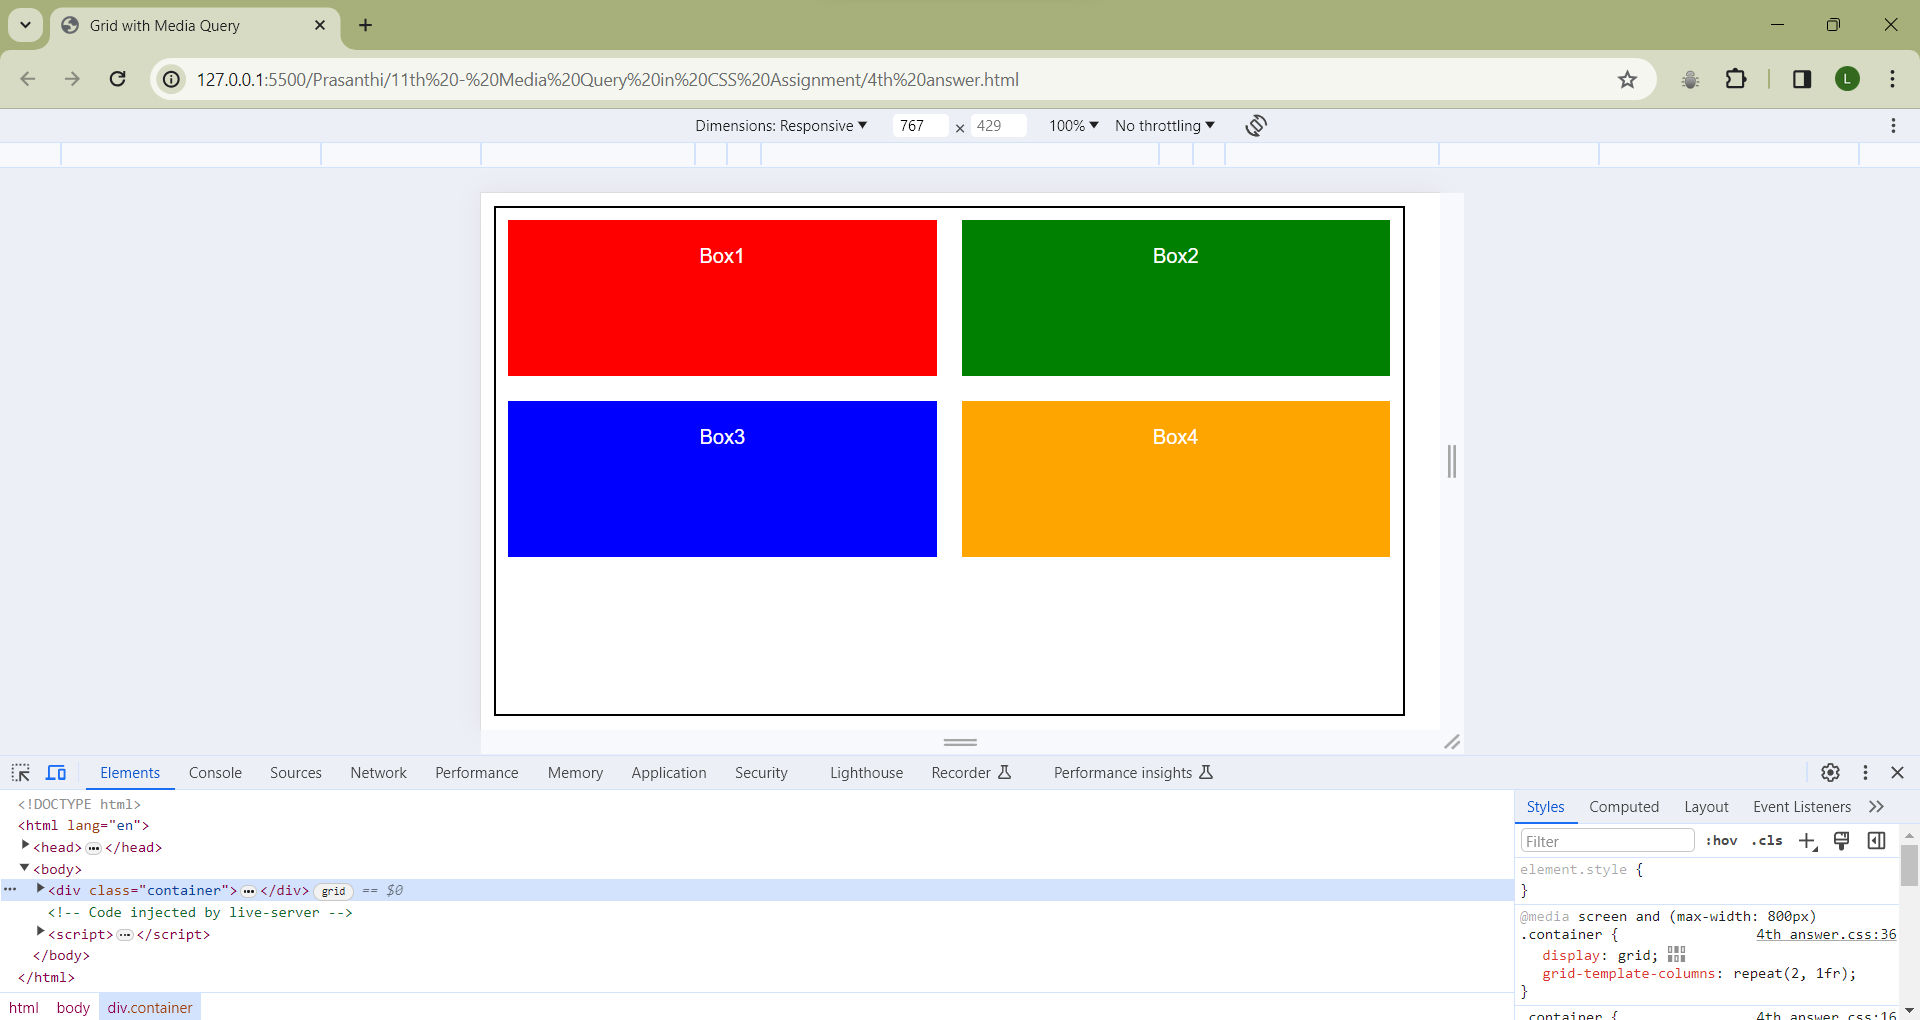 Grid with Media Query
127.0.0.1:5500/Prasanthi/11th%20-%20Media%20Query%20in%20CSS%20Assignment/4th%20answer.html
L
Dimensions: Responsive 767 × 429 100% No throttling
Box1 Box2
Box3 Box4
Elements Console Sources Network Performance Memory Application Security Lighthouse Recorder Performance insights
<!DOCTYPE html>
<html lang="en">
<head> ••• </head>
<body>
••• <div class="container"> ••• </div> grid == $0
<!-- Code injected by live-server -->
<script> ••• </script>
</body>
</html>
html body div.container
Styles Computed Layout Event Listeners >>
Filter :hov .cls
element.style {
}
@media screen and (max-width: 800px)
.container { 4th answer.css:36
display: grid;
grid-template-columns: repeat(2, 1fr);
}
.container { 4th answer.css:16